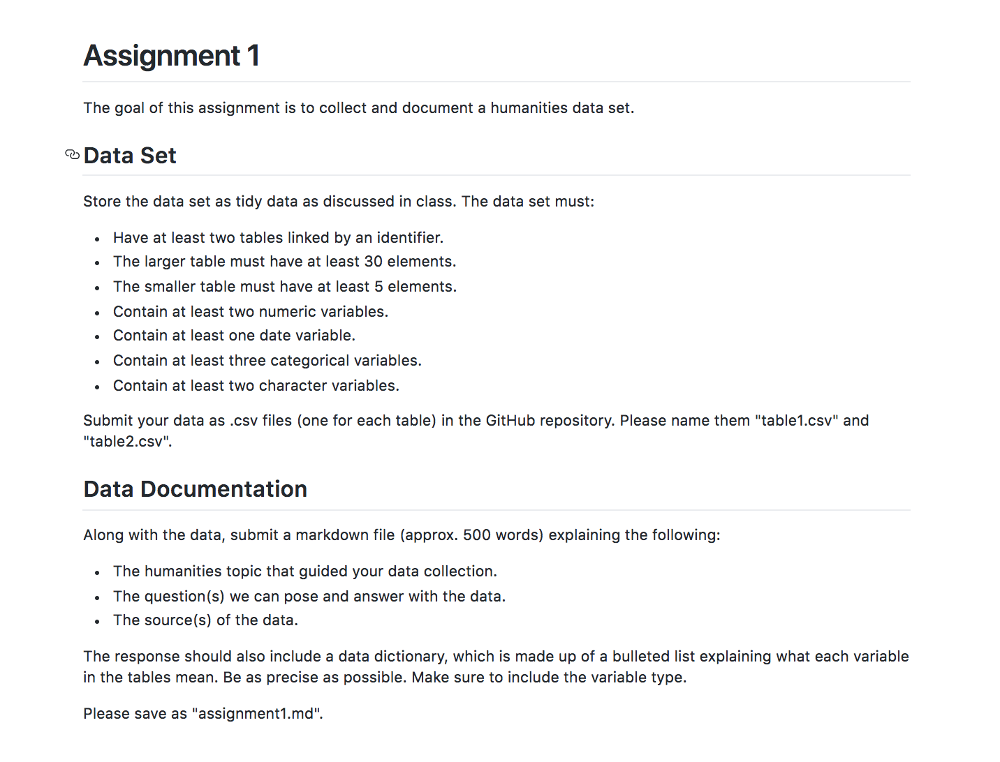 Assignment 1
The goal of this assignment is to collect and document a humanities data set.
Data Set
Store the data set as tidy data as discussed in class. The data set must:
• Have at least two tables linked by an identifier.
• The larger table must have at least 30 elements.
• The smaller table must have at least 5 elements.
• Contain at least two numeric variables.
• Contain at least one date variable.
• Contain at least three categorical variables.
• Contain at least two character variables.
Submit your data as .csv files (one for each table) in the GitHub repository. Please name them "table1.csv" and
"table2.csv".
Data Documentation
Along with the data, submit a markdown file (approx. 500 words) explaining the following:
• The humanities topic that guided your data collection.
• The question(s) we can pose and answer with the data.
• The source(s) of the data.
The response should also include a data dictionary, which is made up of a bulleted list explaining what each variable
in the tables mean. Be as precise as possible. Make sure to include the variable type.
Please save as "assignment1.md".